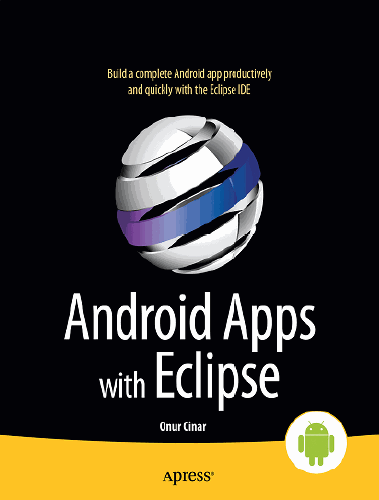 Build a complete Android app productively
and quickly with the Eclipse IDE
Android Apps
with Eclipse
Onur Cinar
Apress®